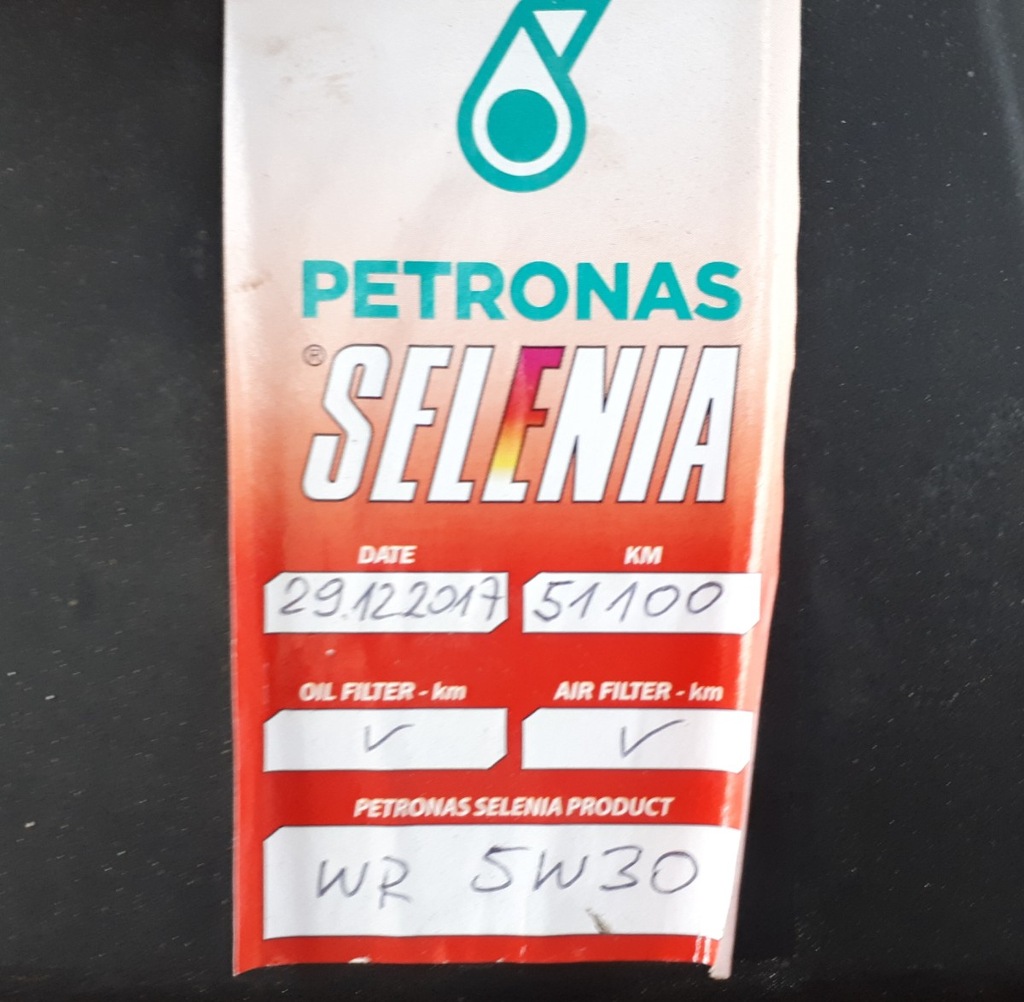 PETRONAS
® SELENIA
DATE KM
29.12.2017 51100
OIL FILTER - km AIR FILTER - km
✓ ✓
PETRONAS SELENIA PRODUCT
WR 5W30